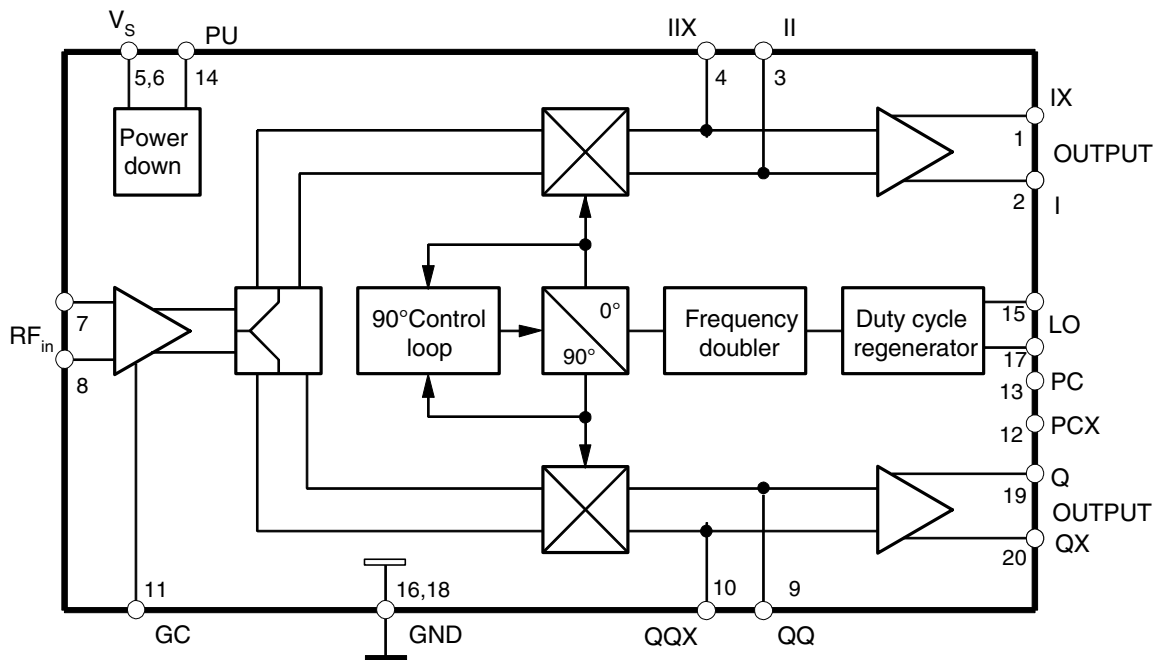 VS
PU
IIX
II
5,6
14
4
3
IX
Power
down
1
OUTPUT
2
I
RFin
7
8
90°Control
loop
0°
90°
Frequency
doubler
Duty cycle
regenerator
15
LO
17
13
PC
12
PCX
Q
19
OUTPUT
20
QX
11
16,18
10
9
GC
GND
QQX
QQ